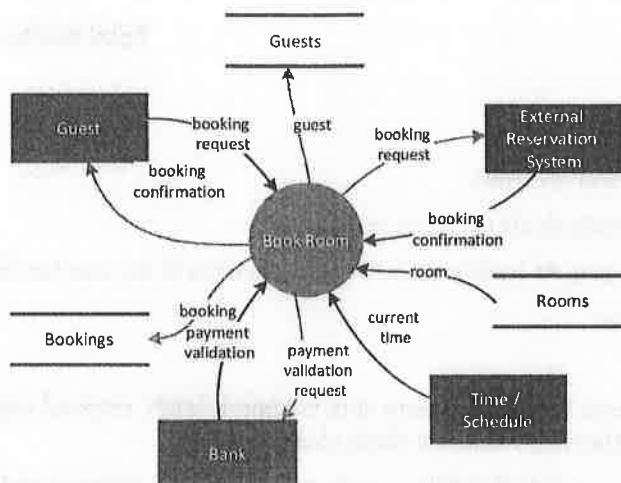 Guests
Guest
booking
request
guest
booking
request
External
Reservation
System
booking
confirmation
Book Room
booking
confirmation
room
Rooms
Bookings
booking
payment
validation
payment
validation
request
current
time
Time /
Schedule
Bank